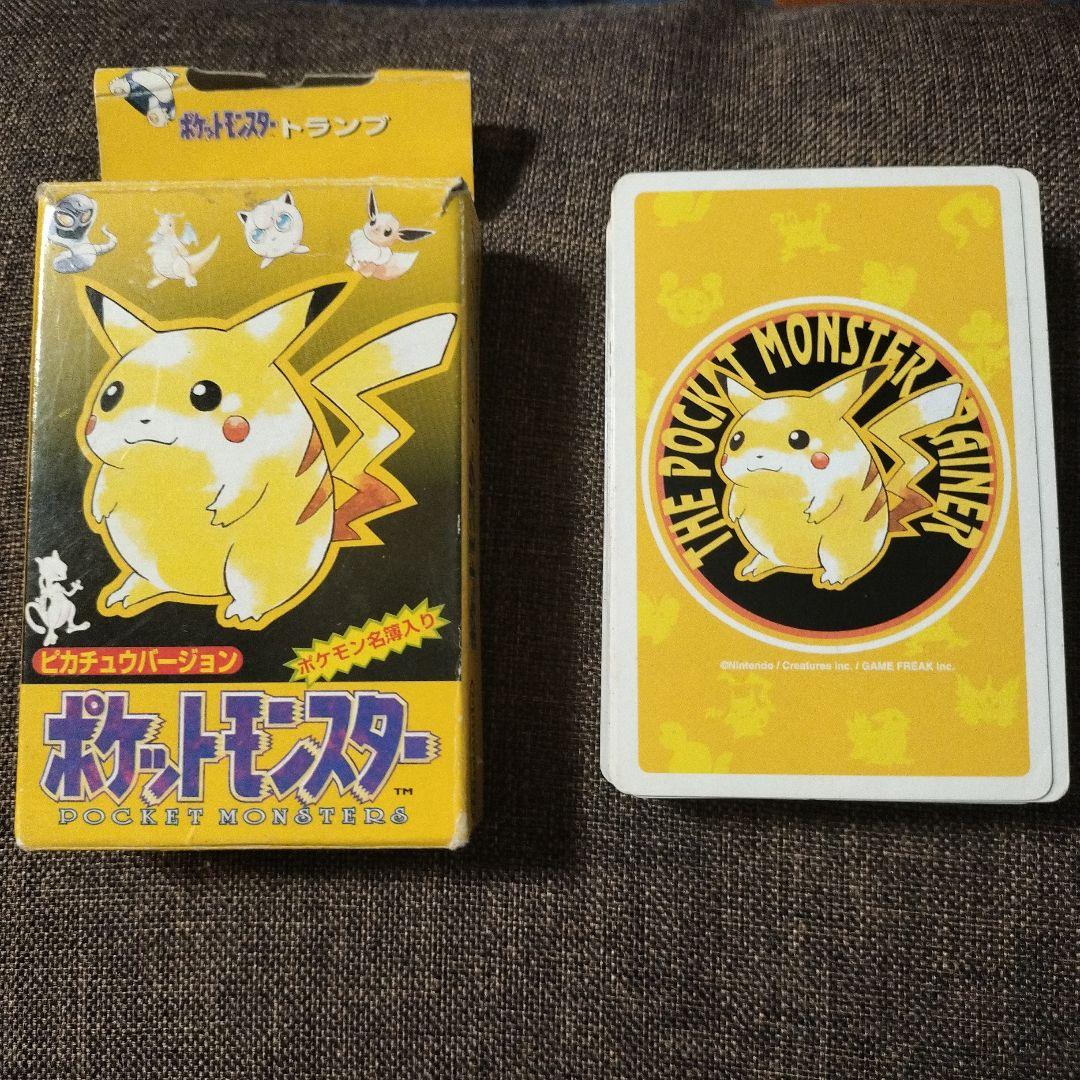 ポケットモンスター トランプ
ピカチュウバージョン
ポケモン名簿入り
ポケットモンスター™
POCKET MONSTERS
THE POCKET MONSTER TRAINER
©Nintendo / Creatures inc. / GAME FREAK inc.